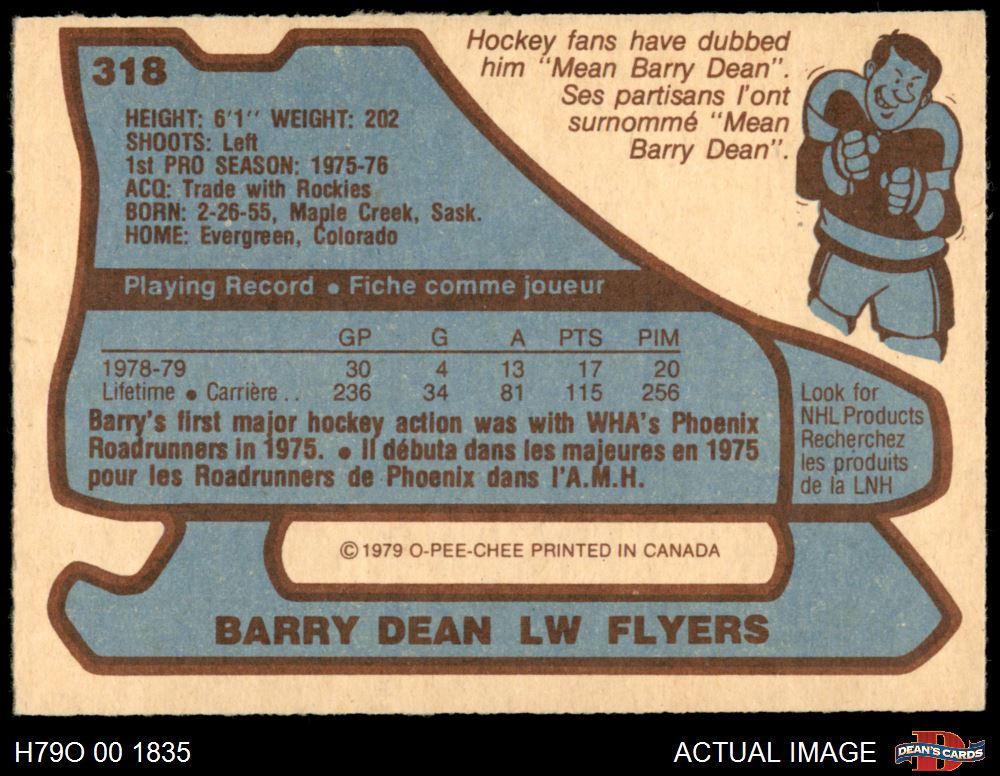 318
Hockey fans have dubbed
him "Mean Barry Dean".
Ses partisans l'ont
surnommé "Mean
Barry Dean".
HEIGHT: 6'1" WEIGHT: 202
SHOOTS: Left
1st PRO SEASON: 1975-76
ACQ: Trade with Rockies
BORN: 2-26-55, Maple Creek, Sask.
HOME: Evergreen, Colorado
Playing Record • Fiche comme joueur
GP G A PTS PIM
1978-79 30 4 13 17 20
Lifetime • Carrière .. 236 34 81 115 256
Barry's first major hockey action was with WHA's Phoenix
Roadrunners in 1975. • Il débuta dans les majeures en 1975
pour les Roadrunners de Phoenix dans l'A.M.H.
Look for
NHL Products
Recherchez
les produits
de la LNH
©1979 O-PEE-CHEE PRINTED IN CANADA
BARRY DEAN LW FLYERS
H79O 00 1835
ACTUAL IMAGE
D
DEAN'S CARDS